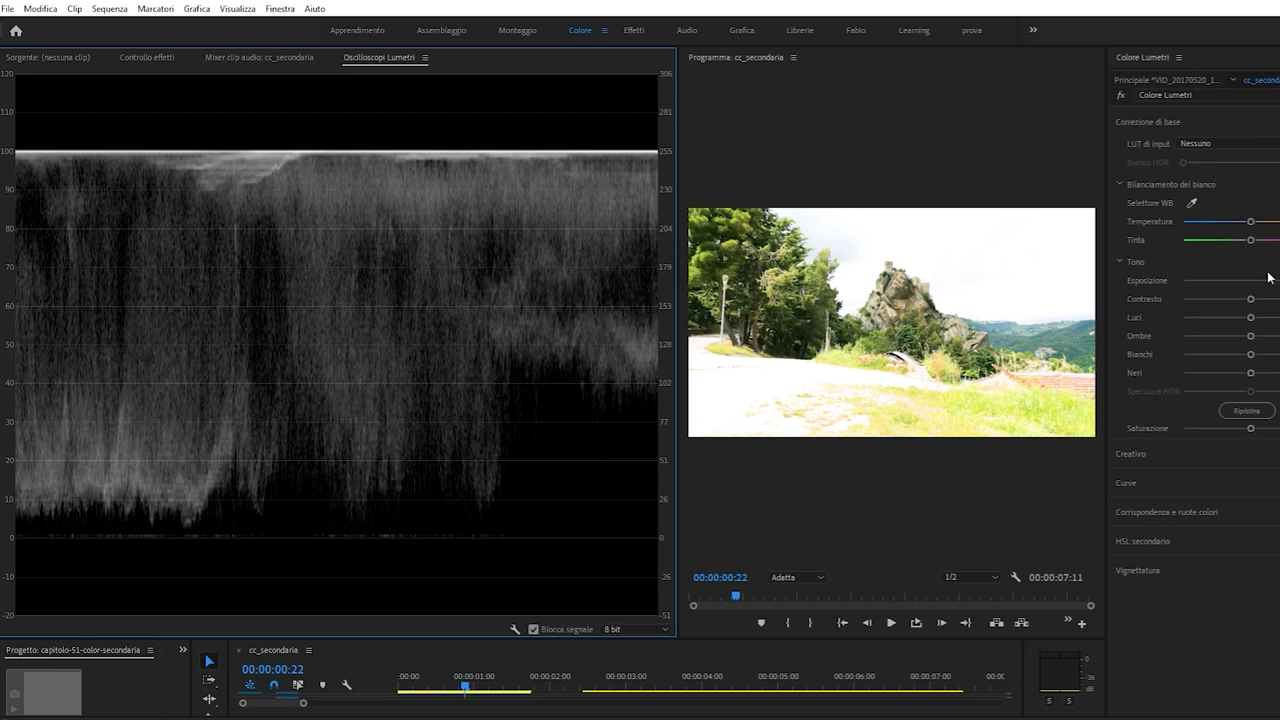 File Modifica Clip Sequenza Marcatori Grafica Visualizza Finestra Aiuto
Apprendimento Assemblaggio Montaggio Colore Effetti Audio Grafica Librerie Fabio Learning prova
Sorgente: (nessuna clip) Controllo effetti Mixer clip audio: cc_secondaria Oscilloscopi Lumetri
Programma: cc_secondaria
Colore Lumetri
120 306
110 281
100 255
90 230
80 204
70 179
60 153
50 128
40 102
30 77
20 51
10 26
0 0
-10 -26
-20 -51
Blocca segnale 8 bit
00:00:00:22 Adatta 1/2 00:00:07:11
Principale *VID_20170520_1... cc_second
fx Colore Lumetri
Correzione di base
LUT di input Nessuno
Bianco HDR
Bilanciamento del bianco
Selettore WB
Temperatura
Tinta
Tono
Esposizione
Contrasto
Luci
Ombre
Bianchi
Neri
Speculare HDR
Ripristina
Saturazione
Creativo
Curve
Corrispondenza e ruote colori
HSL secondario
Vignettatura
Progetto: capitolo-51-color-secondaria
× cc_secondaria
00:00:00:22
:00:00 00:00:01:00 00:00:02:00 00:00:03:00 00:00:04:00 00:00:05:00 00:00:06:00 00:00:07:00 00:0
0
-36
dB
S S